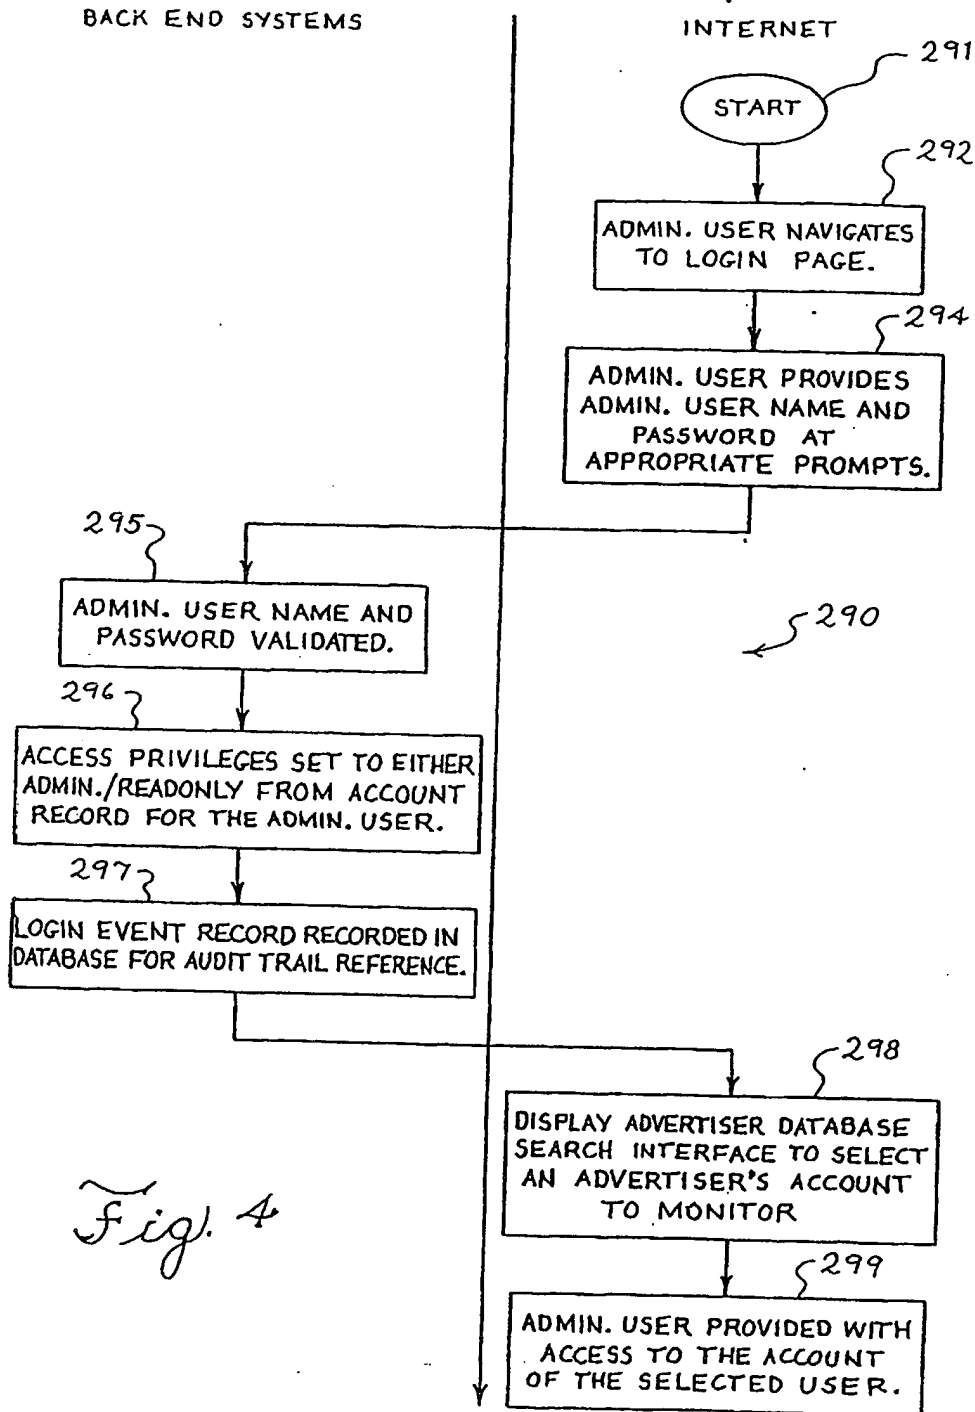 BACK END SYSTEMS
INTERNET
291
START
292
ADMIN. USER NAVIGATES
TO LOGIN PAGE.
294
ADMIN. USER PROVIDES
ADMIN. USER NAME AND
PASSWORD AT
APPROPRIATE PROMPTS.
295
ADMIN. USER NAME AND
PASSWORD VALIDATED.
290
296
ACCESS PRIVILEGES SET TO EITHER
ADMIN./READONLY FROM ACCOUNT
RECORD FOR THE ADMIN. USER.
297
LOGIN EVENT RECORD RECORDED IN
DATABASE FOR AUDIT TRAIL REFERENCE.
298
DISPLAY ADVERTISER DATABASE
SEARCH INTERFACE TO SELECT
AN ADVERTISER'S ACCOUNT
TO MONITOR
Fig. 4
299
ADMIN. USER PROVIDED WITH
ACCESS TO THE ACCOUNT
OF THE SELECTED USER.